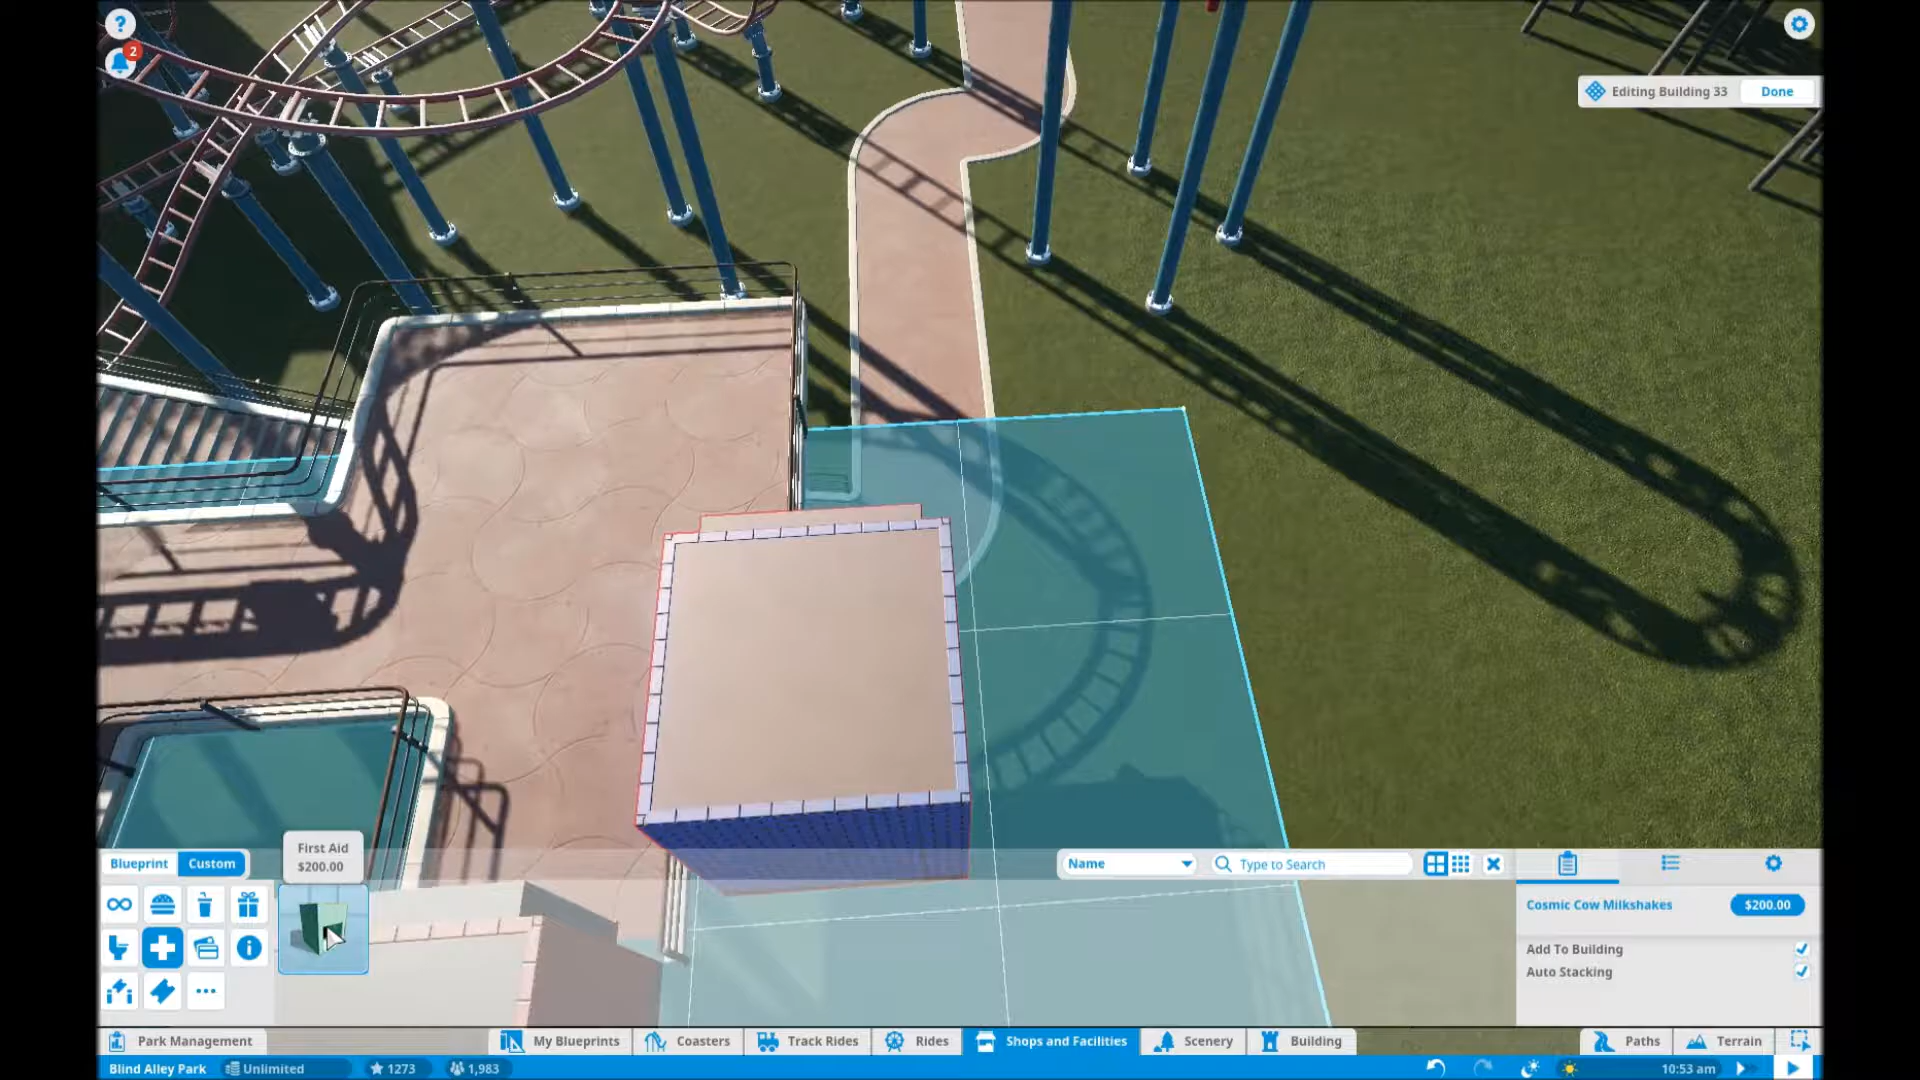 ?
2
Editing Building 33
Done
First Aid
$200.00
Blueprint
Custom
Name
Type to Search
Cosmic Cow Milkshakes
$200.00
Add To Building
Auto Stacking
Park Management
My Blueprints
Coasters
Track Rides
Rides
Shops and Facilities
Scenery
Building
Paths
Terrain
Blind Alley Park
Unlimited
1273
1,983
10:53 am